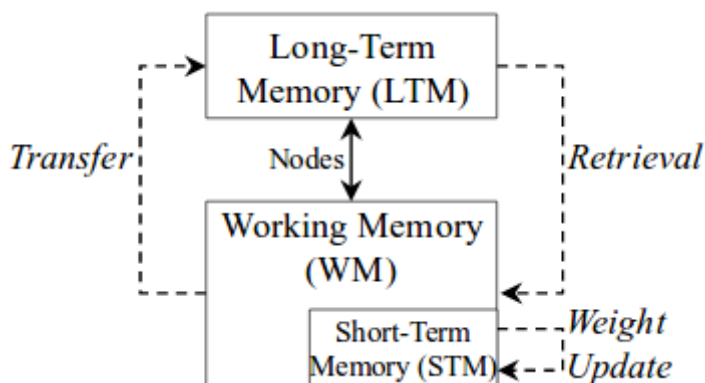 Long-Term
Memory (LTM)
Transfer
Nodes
Retrieval
Working Memory
(WM)
Short-Term
Memory (STM)
Weight
Update